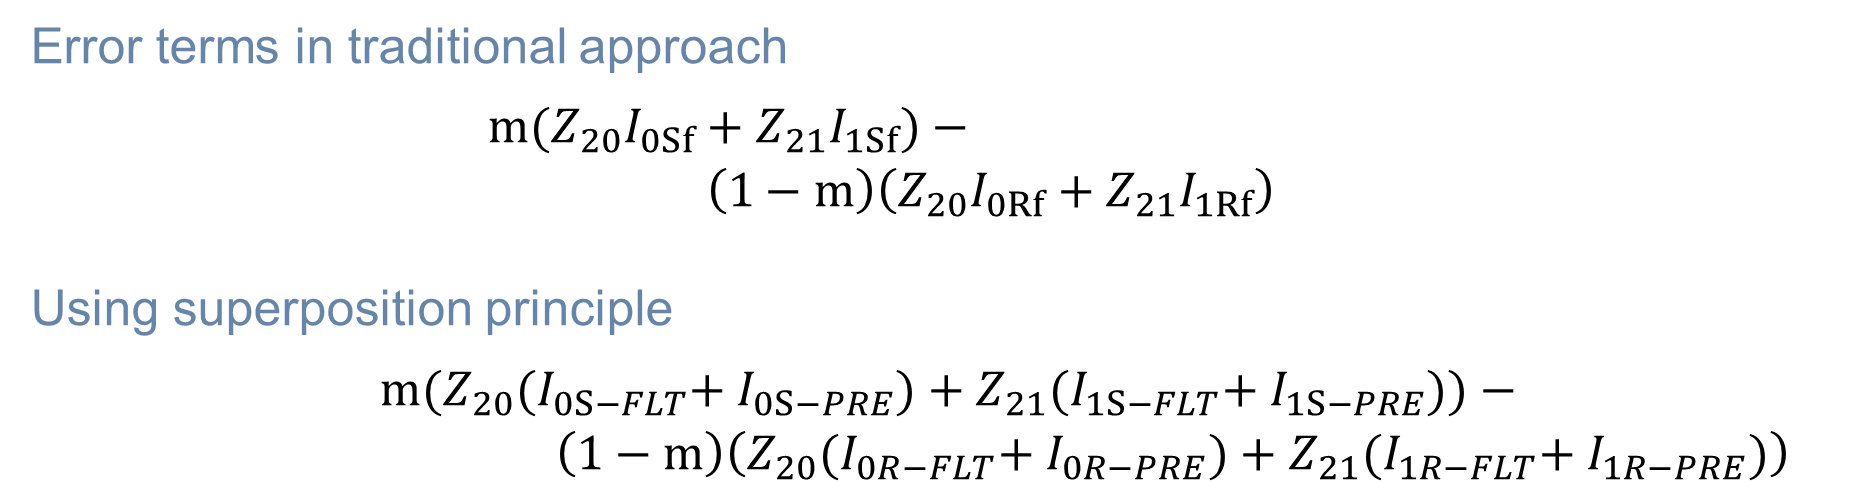 Error terms in traditional approach
m(Z₂₀I₀Sf + Z₂₁I₁Sf) −
(1 − m)(Z₂₀I₀Rf + Z₂₁I₁Rf)
Using superposition principle
m(Z₂₀(I₀S−FLT + I₀S−PRE) + Z₂₁(I₁S−FLT + I₁S−PRE)) −
(1 − m)(Z₂₀(I₀R−FLT + I₀R−PRE) + Z₂₁(I₁R−FLT + I₁R−PRE))